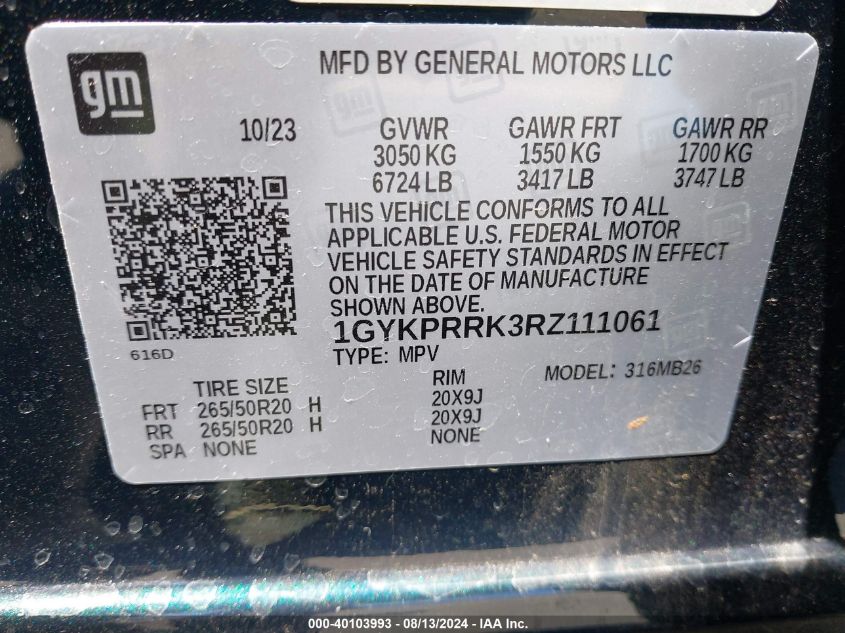 gm
MFD BY GENERAL MOTORS LLC
10/23
GVWR GAWR FRT GAWR RR
3050 KG 1550 KG 1700 KG
6724 LB 3417 LB 3747 LB
THIS VEHICLE CONFORMS TO ALL
APPLICABLE U.S. FEDERAL MOTOR
VEHICLE SAFETY STANDARDS IN EFFECT
ON THE DATE OF MANUFACTURE
SHOWN ABOVE.
1GYKPRRK3RZ111061
616D
TYPE: MPV
MODEL: 316MB26
TIRE SIZE RIM
FRT 265/50R20 H 20X9J
RR 265/50R20 H 20X9J
SPA NONE NONE
000-40103993 - 08/13/2024 - IAA Inc.